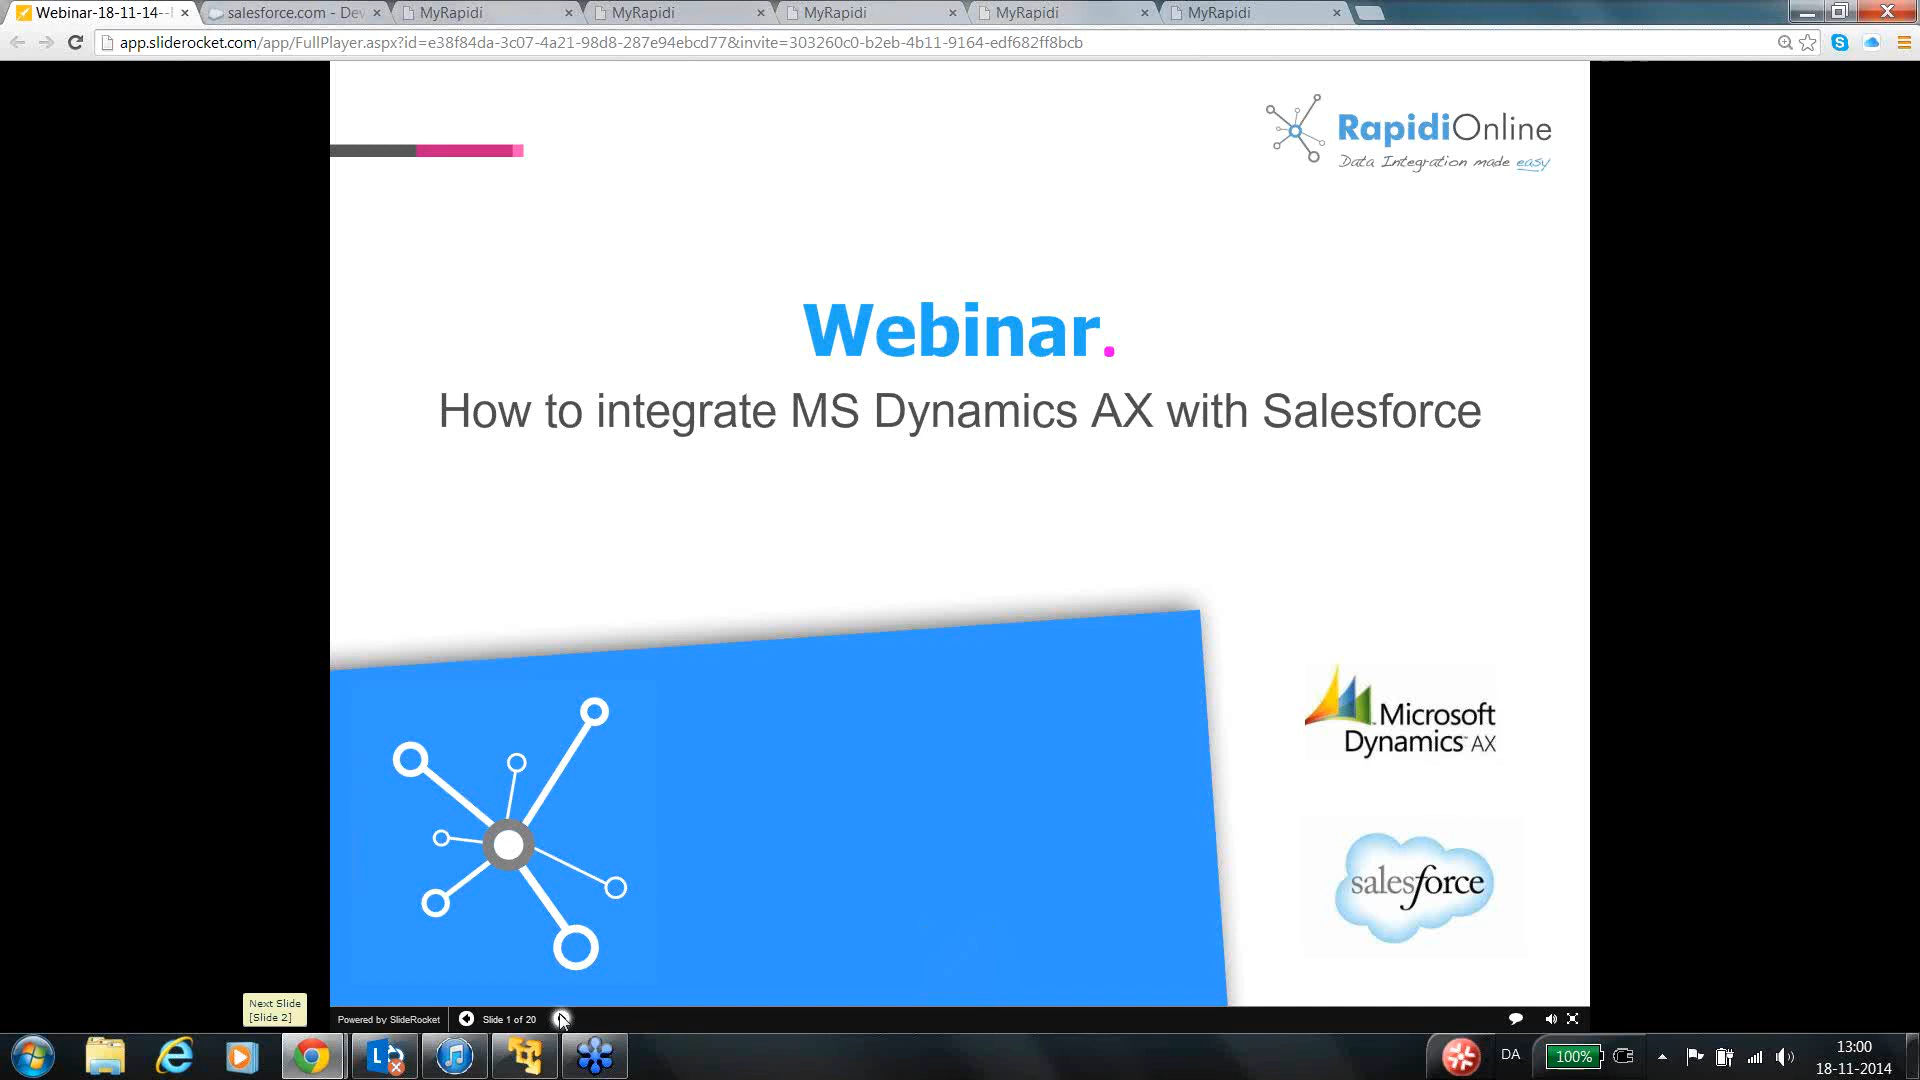 Webinar-18-11-14--
salesforce.com - Dev
MyRapidi
MyRapidi
MyRapidi
MyRapidi
MyRapidi
app.sliderocket.com/app/FullPlayer.aspx?id=e38f84da-3c07-4a21-98d8-287e94ebcd77&invite=303260c0-b2eb-4b11-9164-edf682ff8bcb
RapidiOnline
Data Integration made easy
Webinar.
How to integrate MS Dynamics AX with Salesforce
Microsoft
Dynamics AX
salesforce
Next Slide
[Slide 2]
Powered by SlideRocket
Slide 1 of 20
DA
100%
13:00
18-11-2014